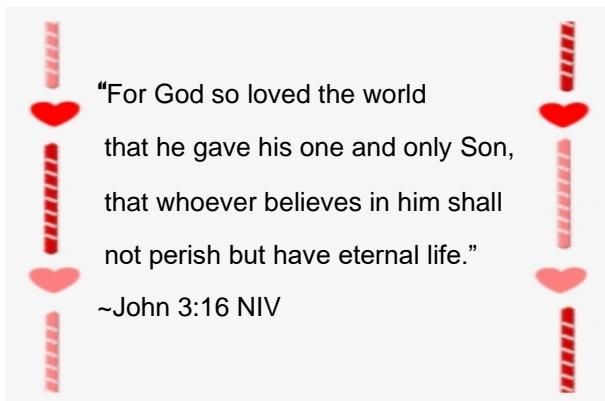 “For God so loved the world
that he gave his one and only Son,
that whoever believes in him shall
not perish but have eternal life.”
~John 3:16 NIV